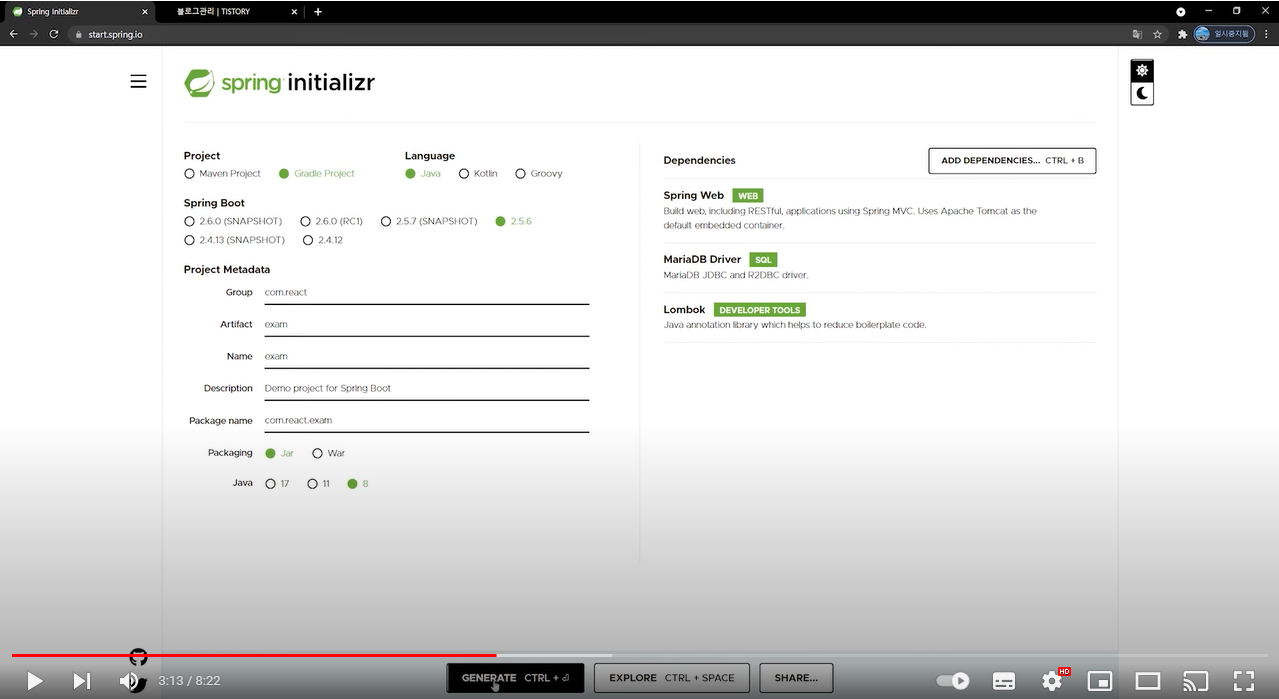 Spring Initializr
블로그관리 | TISTORY
start.spring.io
일시중지됨
spring initializr
Project
Maven Project Gradle Project
Language
Java Kotlin Groovy
Spring Boot
2.6.0 (SNAPSHOT) 2.6.0 (RC1) 2.5.7 (SNAPSHOT) 2.5.6
2.4.13 (SNAPSHOT) 2.4.12
Project Metadata
Group com.react
Artifact exam
Name exam
Description Demo project for Spring Boot
Package name com.react.exam
Packaging Jar War
Java 17 11 8
Dependencies
ADD DEPENDENCIES... CTRL + B
Spring Web WEB
Build web, including RESTful, applications using Spring MVC. Uses Apache Tomcat as the
default embedded container.
MariaDB Driver SQL
MariaDB JDBC and R2DBC driver.
Lombok DEVELOPER TOOLS
Java annotation library which helps to reduce boilerplate code.
GENERATE CTRL + ⏎
EXPLORE CTRL + SPACE
SHARE...
3:13 / 8:22
HD